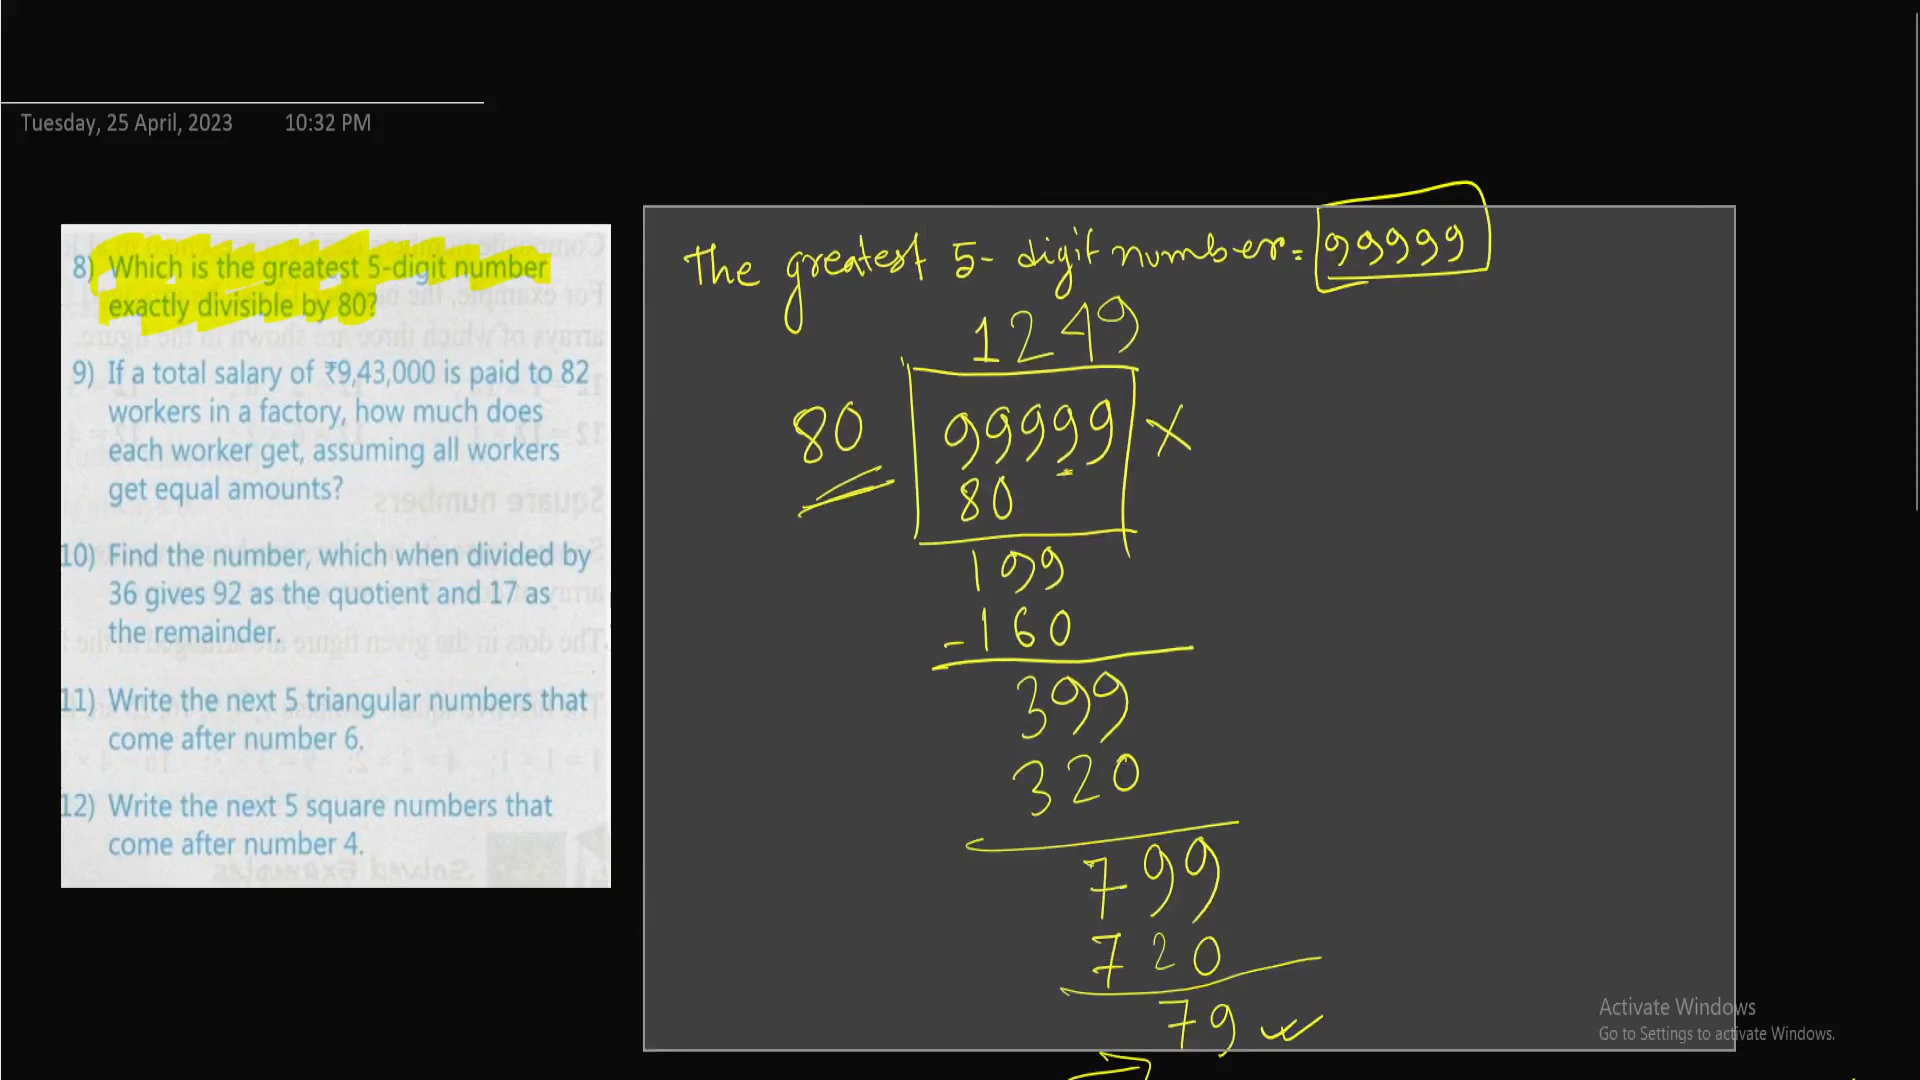 Tuesday, 25 April, 2023 10:32 PM
8) Which is the greatest 5-digit number
exactly divisible by 80?
9) If a total salary of ₹9,43,000 is paid to 82
workers in a factory, how much does
each worker get, assuming all workers
get equal amounts?
10) Find the number, which when divided by
36 gives 92 as the quotient and 17 as
the remainder.
11) Write the next 5 triangular numbers that
come after number 6.
12) Write the next 5 square numbers that
come after number 4.
The greatest 5-digit number = 99999
1249
80 99999 ×
80
199
-160
399
320
799
720
79 ✓
Activate Windows
Go to Settings to activate Windows.